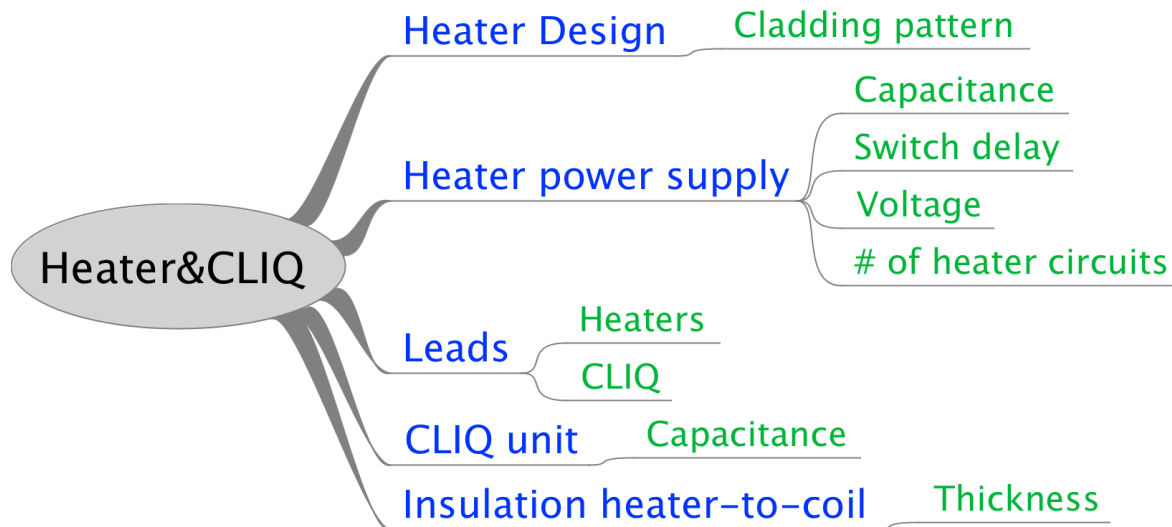 Heater&CLIQ
Heater Design
Cladding pattern
Heater power supply
Capacitance
Switch delay
Voltage
# of heater circuits
Leads
Heaters
CLIQ
CLIQ unit
Capacitance
Insulation heater-to-coil
Thickness